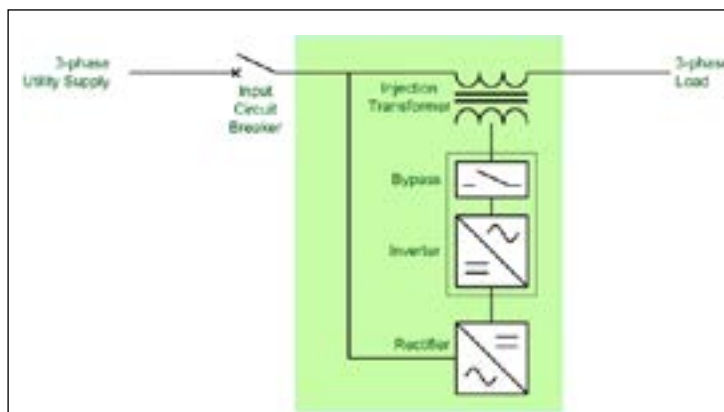 3-phase
Utility Supply
Input
Circuit
Breaker
Injection
Transformer
3-phase
Load
Bypass
Inverter
Rectifier